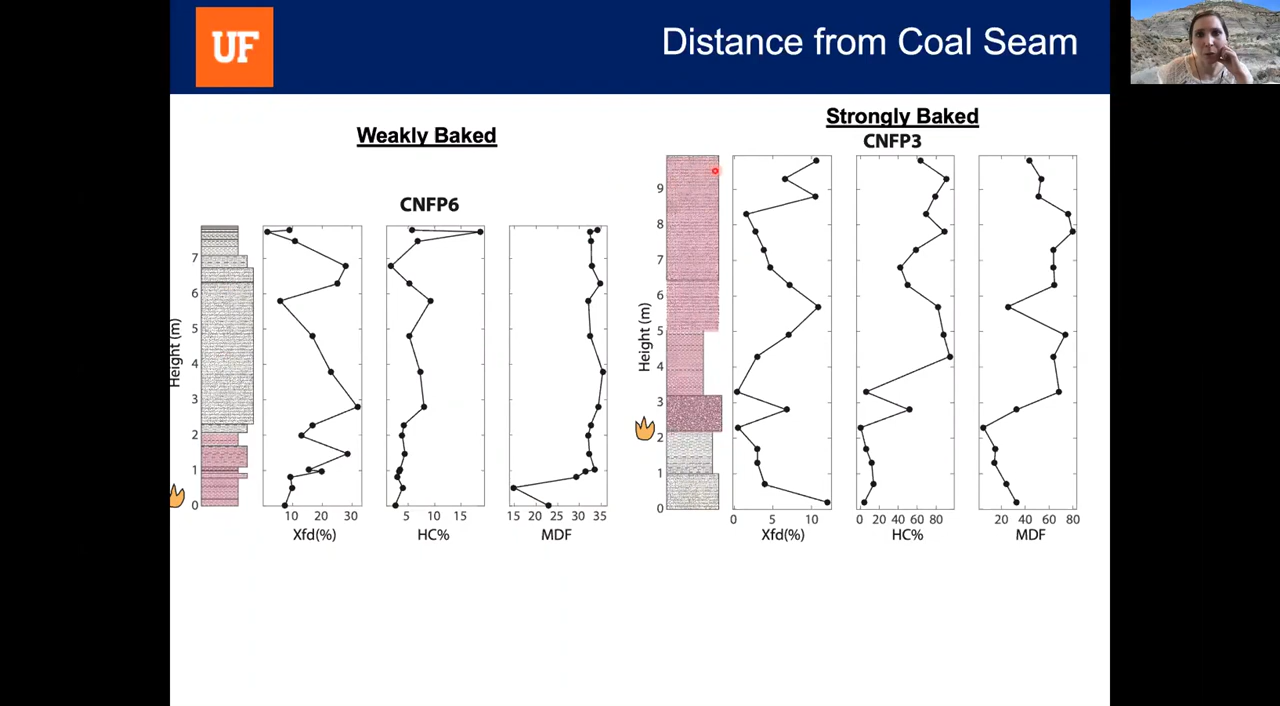 UF
Distance from Coal Seam
Weakly Baked
CNFP6
Height (m)
7
6
5
4
3
2
1
0
10 20 30
Xfd(%)
5 10 15
HC%
15 20 25 30 35
MDF
Strongly Baked
CNFP3
Height (m)
9
8
7
6
5
4
3
2
1
0
0 5 10
Xfd(%)
0 20 40 60 80
HC%
20 40 60 80
MDF